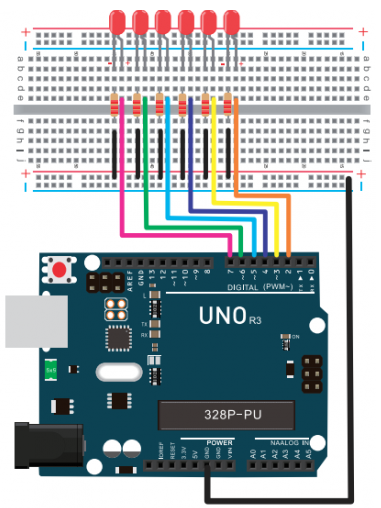 + +
a b c d e a b c d e
f g h i j f g h i j
+ +
AREF
GND
13
12
~11
~10
~9
8
7
~6
~5
4
~3
2
TX▶1
RX▶0
DIGITAL (PWM~)
L
TX
RX
UNO R3
ON
328P-PU
POWER
ANALOG IN
IOREF
RESET
3.3V
5V
GND
GND
VIN
A0
A1
A2
A3
A4
A5